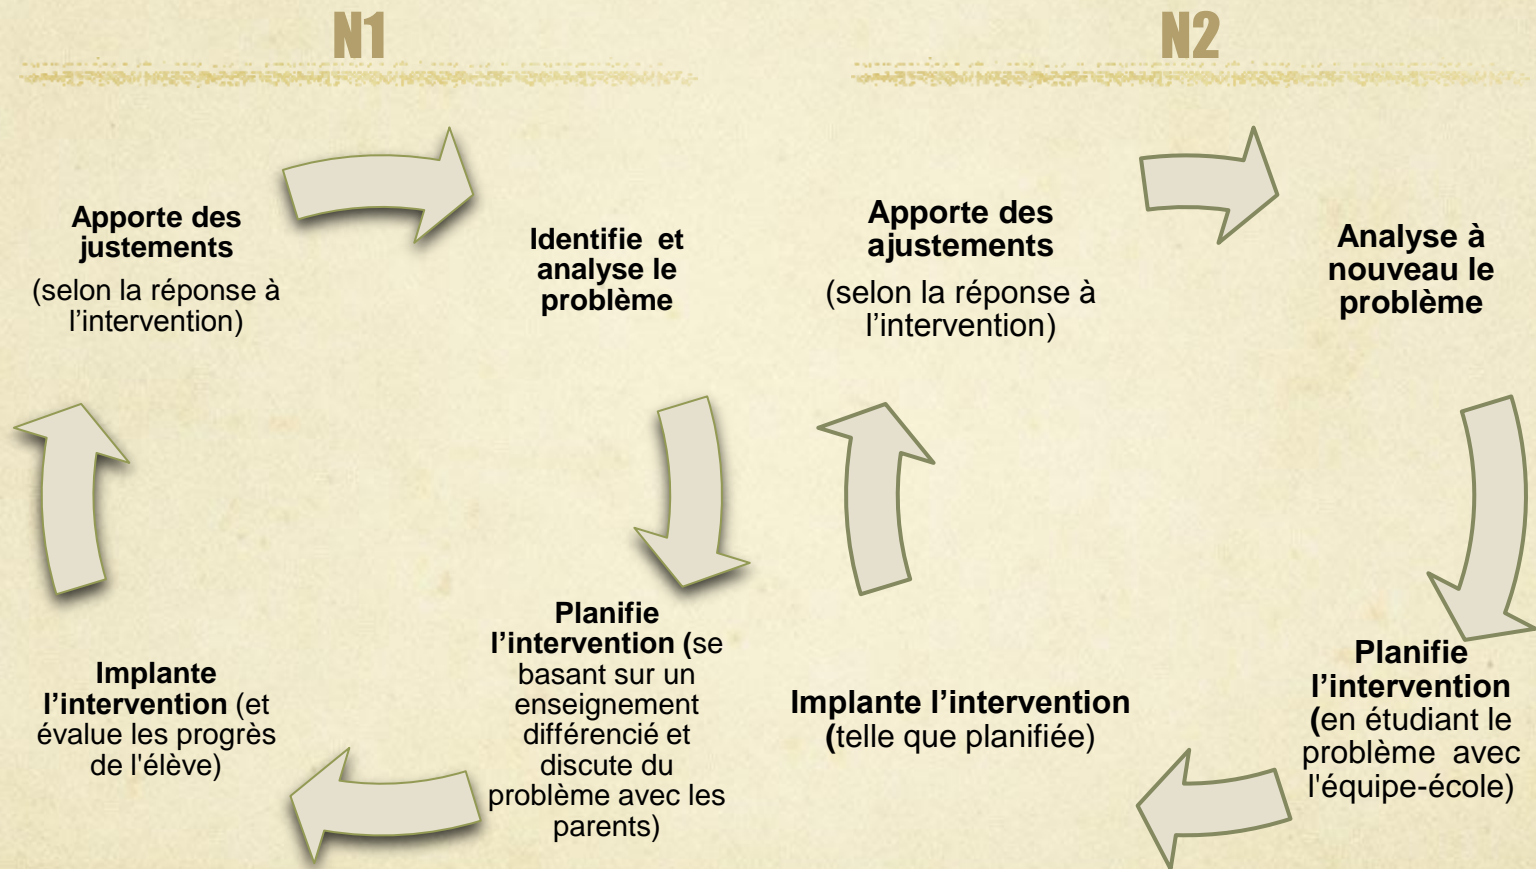 N1
Apporte des
justements
(selon la réponse à
l’intervention)
Identifie et
analyse le
problème
Planifie
l’intervention (se
basant sur un
enseignement
différencié et
discute du
problème avec les
parents)
Implante
l’intervention (et
évalue les progrès
de l'élève)
N2
Apporte des
ajustements
(selon la réponse à
l’intervention)
Analyse à
nouveau le
problème
Planifie
l’intervention
(en étudiant le
problème avec
l'équipe-école)
Implante l’intervention
(telle que planifiée)